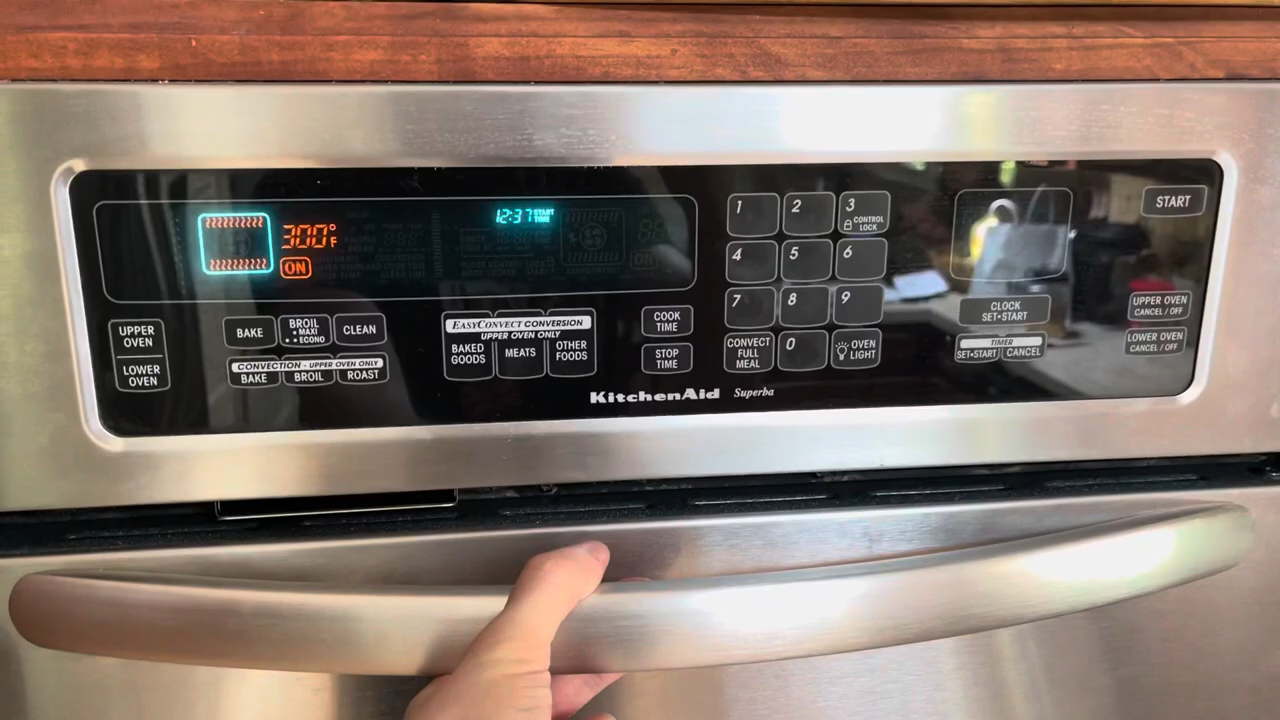 300°F
ON
12:37 START TIME
1
2
3
CONTROL LOCK
4
5
6
7
8
9
CONVECT FULL MEAL
0
OVEN LIGHT
START
CLOCK
SET•START
TIMER
SET•START
CANCEL
UPPER OVEN
CANCEL / OFF
LOWER OVEN
CANCEL / OFF
UPPER OVEN
LOWER OVEN
BAKE
BROIL
• MAXI
•• ECONO
CLEAN
CONVECTION - UPPER OVEN ONLY
BAKE
BROIL
ROAST
EASYCONVECT CONVERSION
UPPER OVEN ONLY
BAKED GOODS
MEATS
OTHER FOODS
COOK TIME
STOP TIME
KitchenAid Superba